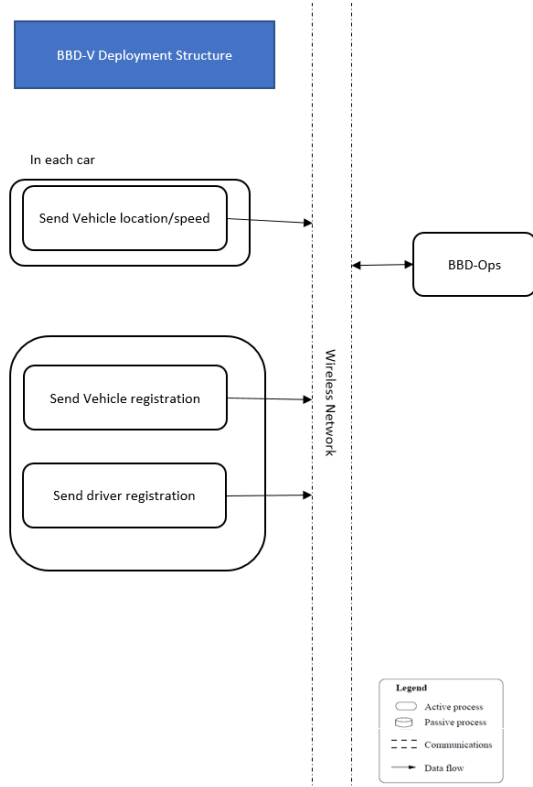 BBD-V Deployment Structure
In each car
Send Vehicle location/speed
BBD-Ops
Wireless Network
Send Vehicle registration
Send driver registration
Legend
Active process
Passive process
Communications
Data flow